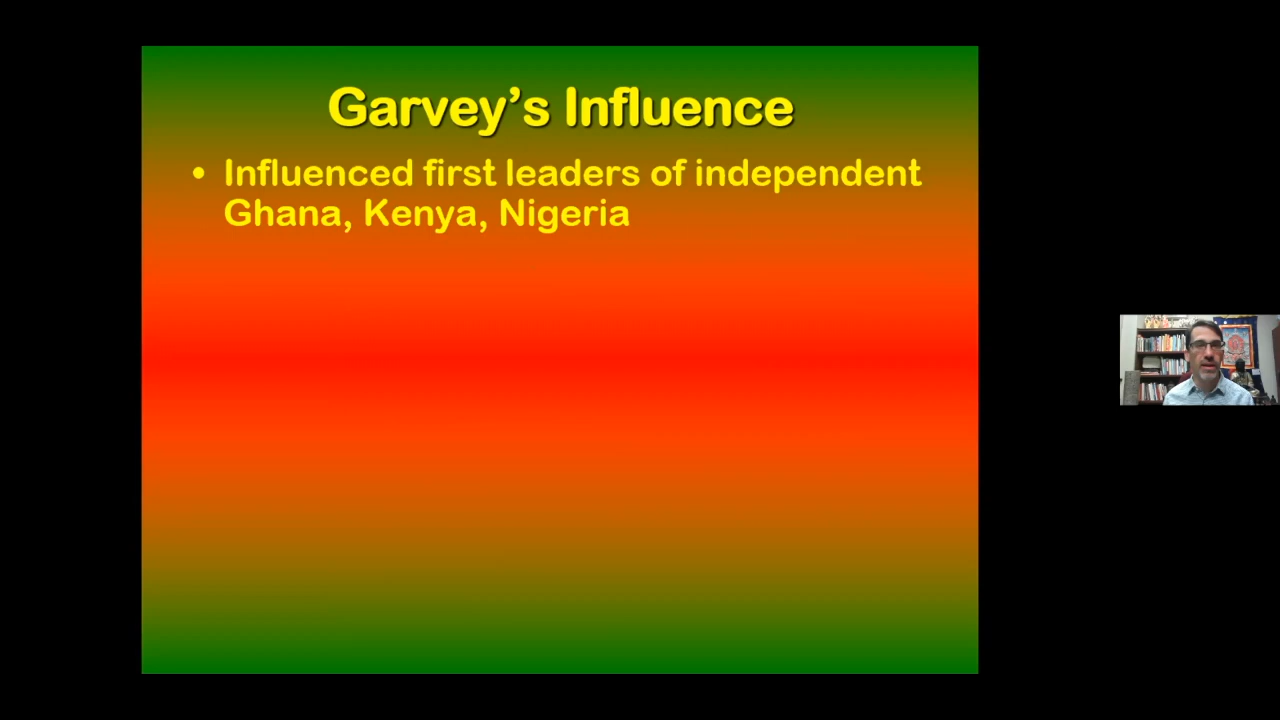 Garvey’s Influence
• Influenced first leaders of independent
Ghana, Kenya, Nigeria